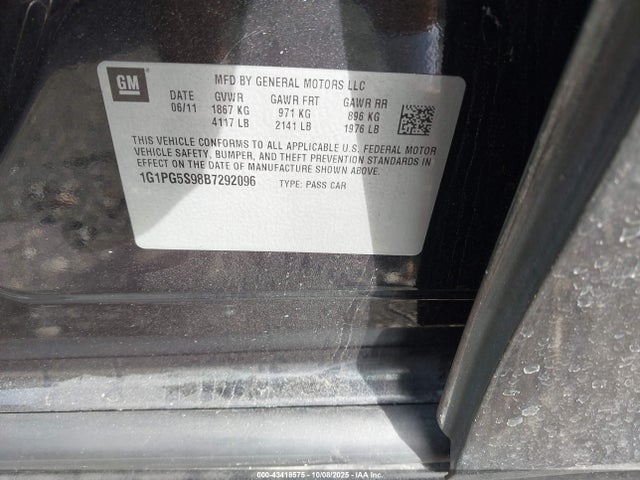 GM
MFD BY GENERAL MOTORS LLC
DATE GVWR GAWR FRT GAWR RR
06/11 1867 KG 971 KG 896 KG
4117 LB 2141 LB 1976 LB
THIS VEHICLE CONFORMS TO ALL APPLICABLE U.S. FEDERAL MOTOR
VEHICLE SAFETY, BUMPER, AND THEFT PREVENTION STANDARDS IN
EFFECT ON THE DATE OF MANUFACTURE SHOWN ABOVE.
1G1PG5S98B7292096 TYPE: PASS CAR
000-43418575 - 10/08/2025 - IAAI.COM